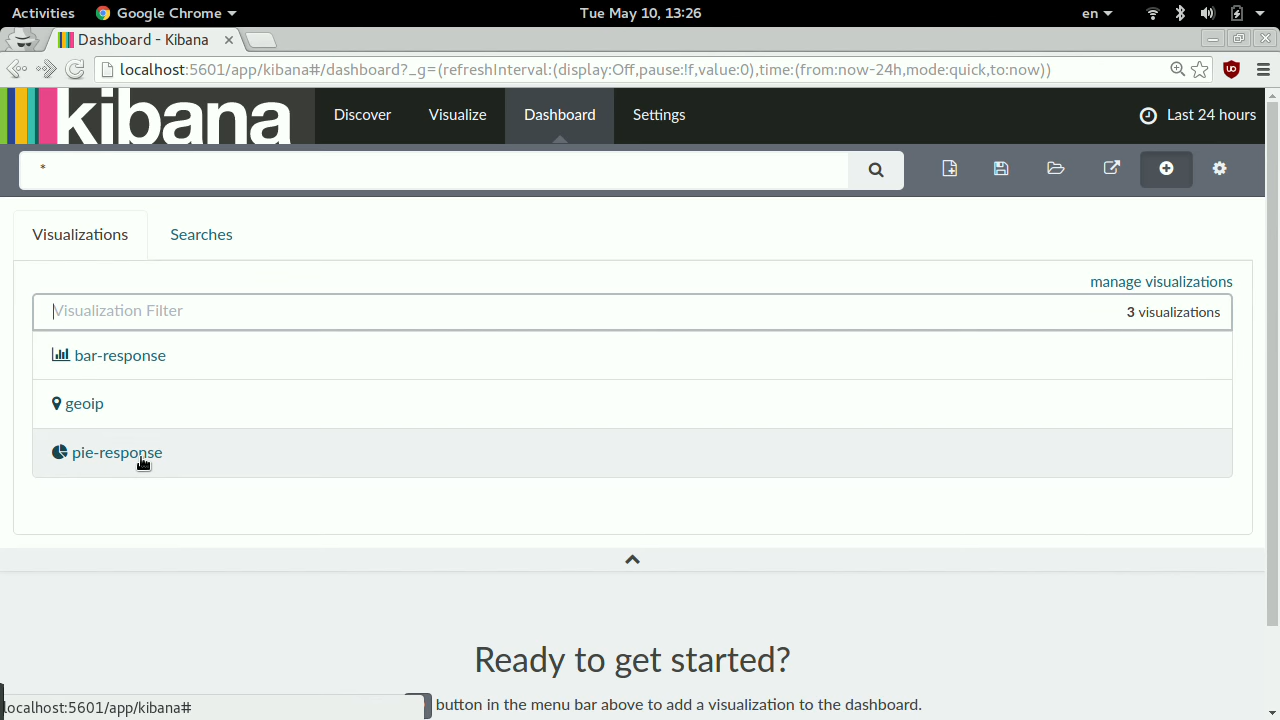 Activities Google Chrome Tue May 10, 13:26 en
Dashboard - Kibana
localhost:5601/app/kibana#/dashboard?_g=(refreshInterval:(display:Off,pause:!f,value:0),time:(from:now-24h,mode:quick,to:now))
kibana Discover Visualize Dashboard Settings Last 24 hours
*
Visualizations Searches
manage visualizations
Visualization Filter 3 visualizations
bar-response
geoip
pie-response
Ready to get started?
button in the menu bar above to add a visualization to the dashboard.
localhost:5601/app/kibana#